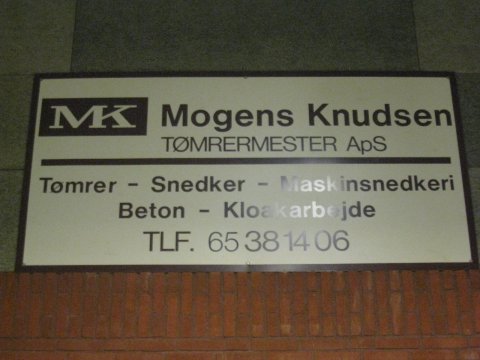 MK Mogens Knudsen
TØMRERMESTER ApS
Tømrer - Snedker - Maskinsnedkeri
Beton - Kloakarbejde
TLF. 65 38 14 06